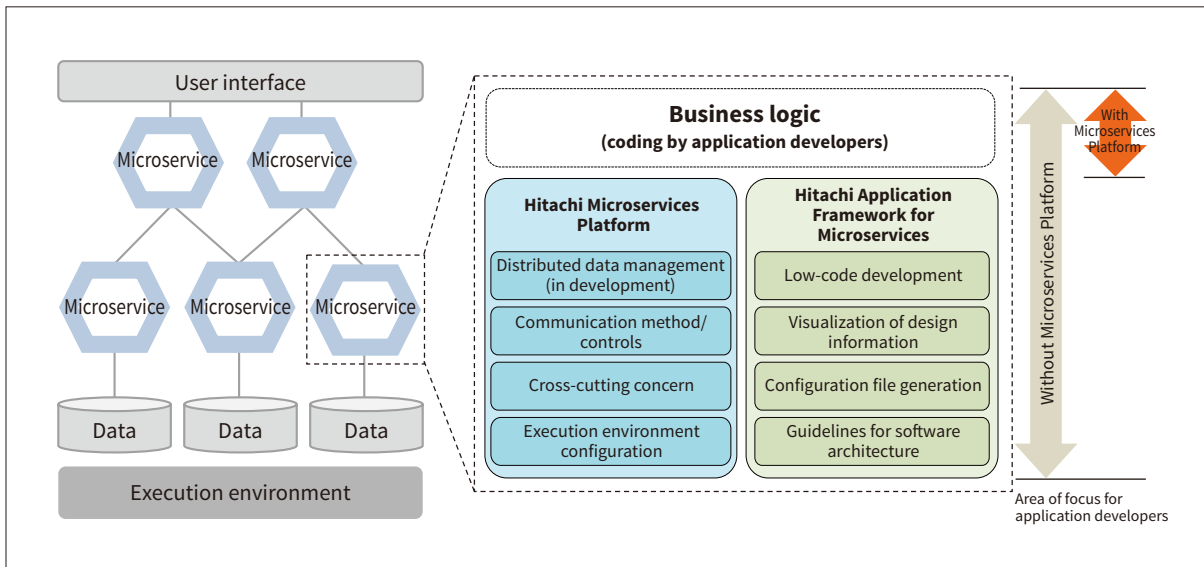 User interface
Microservice
Microservice
Microservice
Microservice
Microservice
Data
Data
Data
Execution environment
Business logic
(coding by application developers)
Hitachi Microservices
Platform
Distributed data management
(in development)
Communication method/
controls
Cross-cutting concern
Execution environment
configuration
Hitachi Application
Framework for
Microservices
Low-code development
Visualization of design
information
Configuration file generation
Guidelines for software
architecture
Without Microservices Platform
With
Microservices
Platform
Area of focus for
application developers